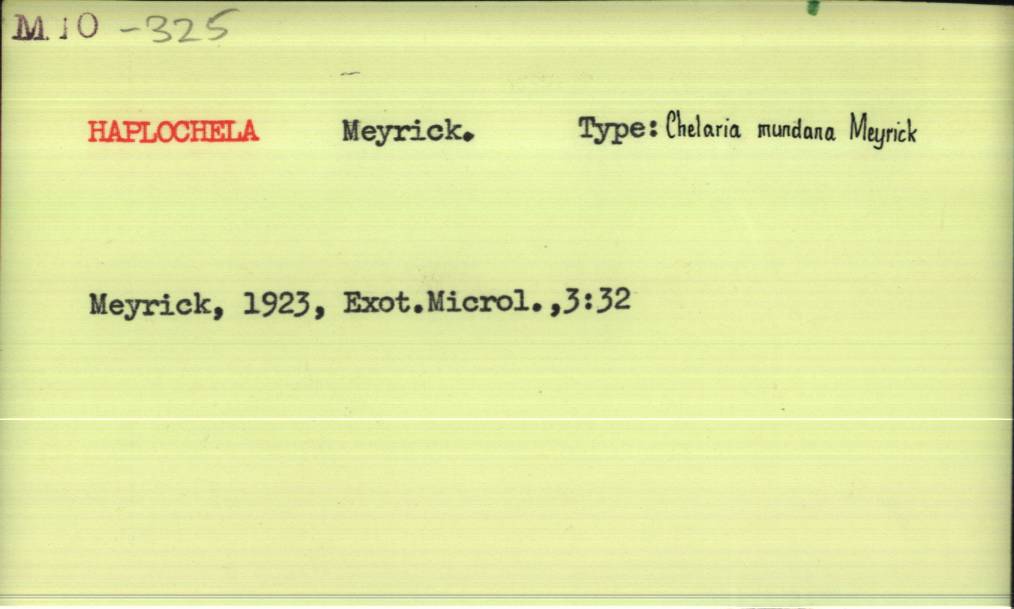 M.10 -325
HAPLOCHELA Meyrick. Type: Chelaria mundana Meyrick
Meyrick, 1923, Exot.Microl.,3:32